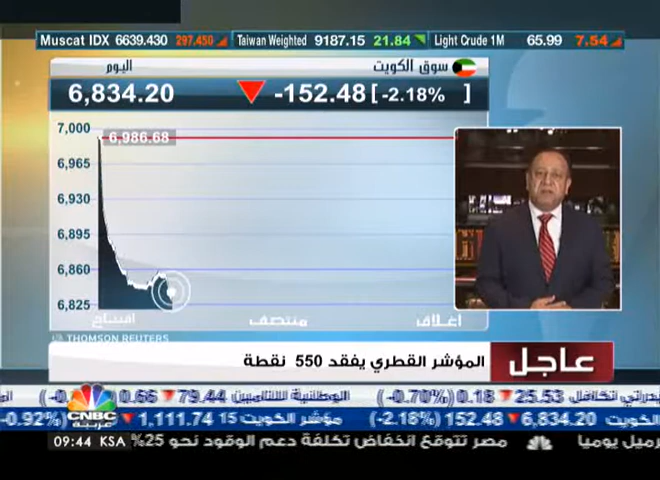 Muscat IDX 6639.430 297.450 Taiwan Weighted 9187.15 21.84 Light Crude 1M 65.99 7.54
اليوم سوق الكويت
6,834.20 -152.48 [ -2.18% ]
7,000
6,986.68
6,965
6,930
6,895
6,860
6,825
افتتاح منتصف اغلاق
THOMSON REUTERS
عاجل المؤشر القطري يفقد 550 نقطة
25.53 0.18 (-0.70%) الوطنية للتامين 79.44 0.66
الكويت 6,834.20 152.48 (-2.18%) مؤشر الكويت 15 1,111.74 -0.92%)
CNBC
عربية
09:44 KSA
رميل يوميا مصر تتوقع انخفاض تكلفة دعم الوقود نحو 25%